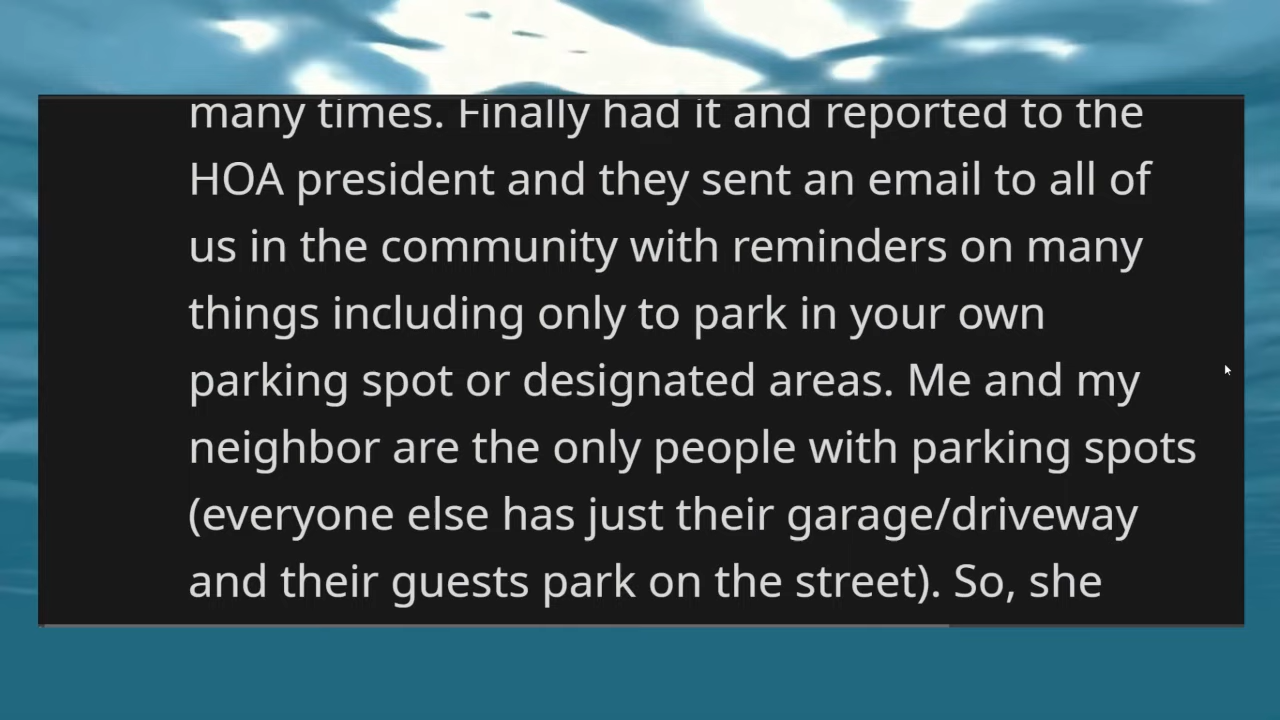 many times. Finally had it and reported to the
HOA president and they sent an email to all of
us in the community with reminders on many
things including only to park in your own
parking spot or designated areas. Me and my
neighbor are the only people with parking spots
(everyone else has just their garage/driveway
and their guests park on the street). So, she